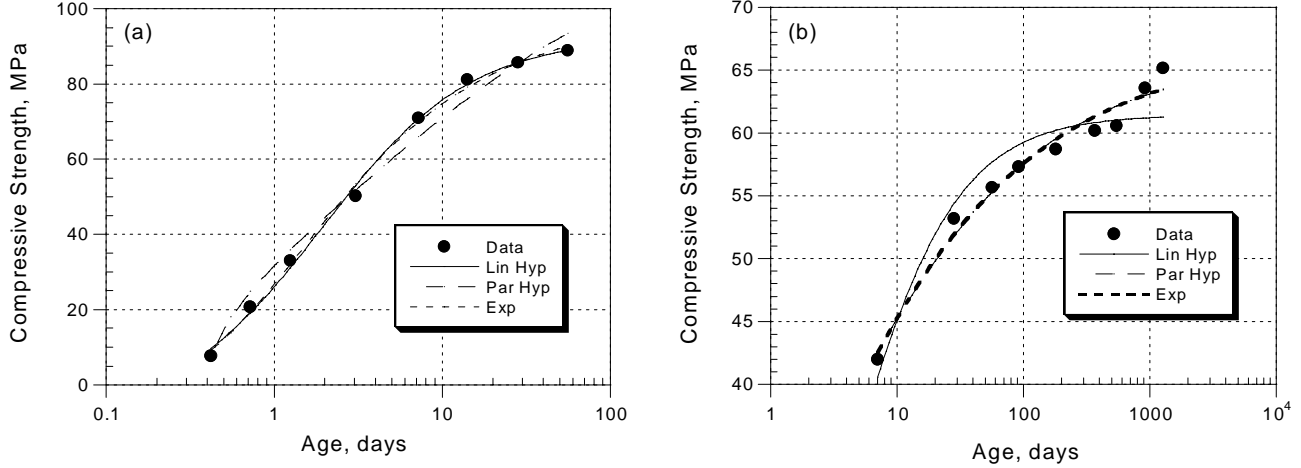 (a)
Compressive Strength, MPa
100
80
60
40
20
0
Data
Lin Hyp
Par Hyp
Exp
0.1
1
10
100
Age, days
(b)
Compressive Strength, MPa
70
65
60
55
50
45
40
Data
Lin Hyp
Par Hyp
Exp
1
10
100
1000
10⁴
Age, days